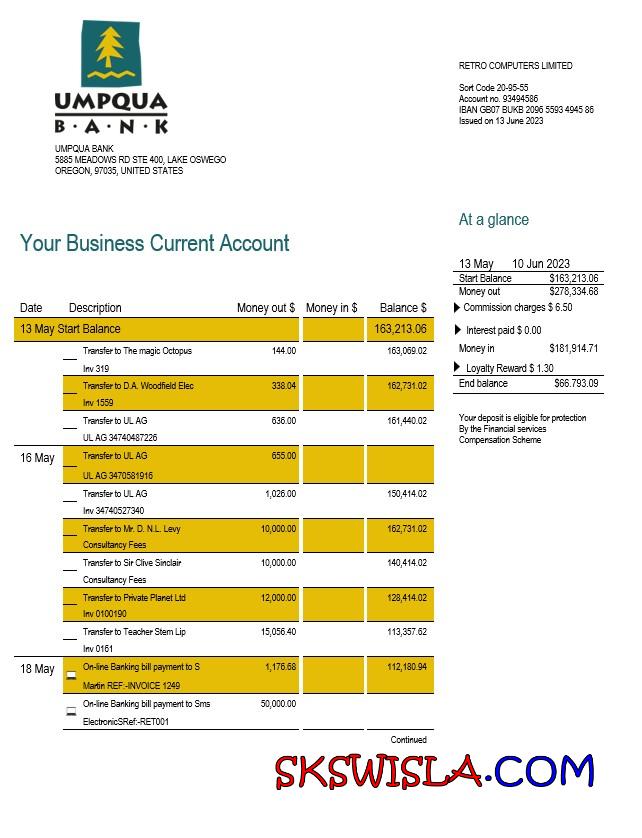 UMPQUA
B·A·N·K
UMPQUA BANK
5885 MEADOWS RD STE 400, LAKE OSWEGO
OREGON, 97035, UNITED STATES
RETRO COMPUTERS LIMITED
Sort Code 20-95-55
Account no. 93494586
IBAN GB07 BUKB 2096 5593 4945 86
Issued on 13 June 2023
Your Business Current Account
At a glance
13 May 10 Jun 2023
Start Balance $163,213.06
Money out $278,334.68
Commission charges $ 6.50
Interest paid $ 0.00
Money in $181,914.71
Loyalty Reward $ 1.30
End balance $66.793.09
Your deposit is eligible for protection
By the Financial services
Compensation Scheme
Date Description Money out $ Money in $ Balance $
13 May Start Balance 163,213.06
Transfer to The magic Octopus 144.00 163,069.02
Inv 319
Transfer to D.A. Woodfield Elec 338.04 162,731.02
Inv 1559
Transfer to UL AG 636.00 161,440.02
UL AG 34740487226
16 May Transfer to UL AG 655.00
UL AG 3470581916
Transfer to UL AG 1,026.00 150,414.02
Inv 34740527340
Transfer to Mr. D. N.L. Levy 10,000.00 162,731.02
Consultancy Fees
Transfer to Sir Clive Sinclair 10,000.00 140,414.02
Consultancy Fees
Transfer to Private Planet Ltd 12,000.00 128,414.02
Inv 0100190
Transfer to Teacher Stem Lip 15,056.40 113,357.62
Inv 0161
18 May On-line Banking bill payment to S 1,176.68 112,180.94
Martin REF:-INVOICE 1249
On-line Banking bill payment to Sms 50,000.00
ElectronicSRef:-RET001
Continued
SKSWISLA.COM